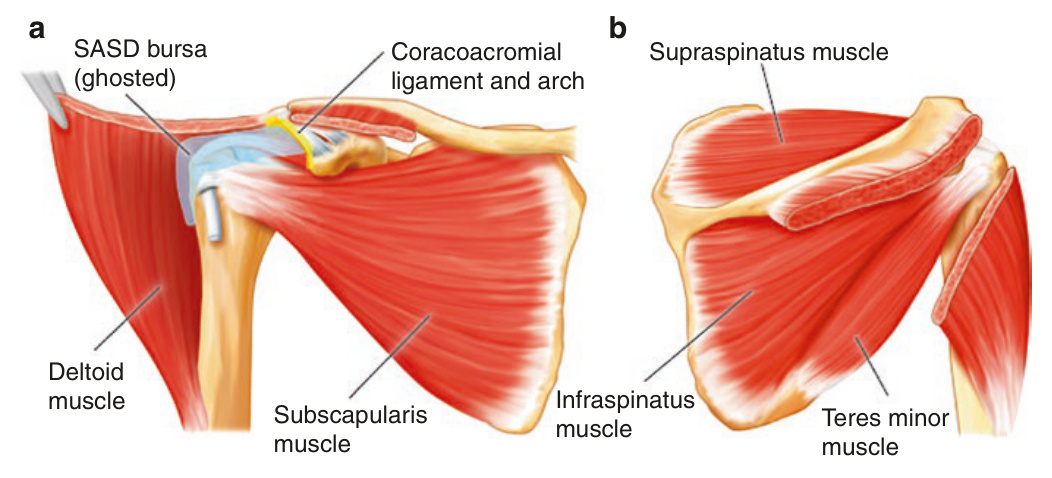 a
SASD bursa
(ghosted)
Coracoacromial
ligament and arch
Deltoid
muscle
Subscapularis
muscle
b
Supraspinatus muscle
Infraspinatus
muscle
Teres minor
muscle